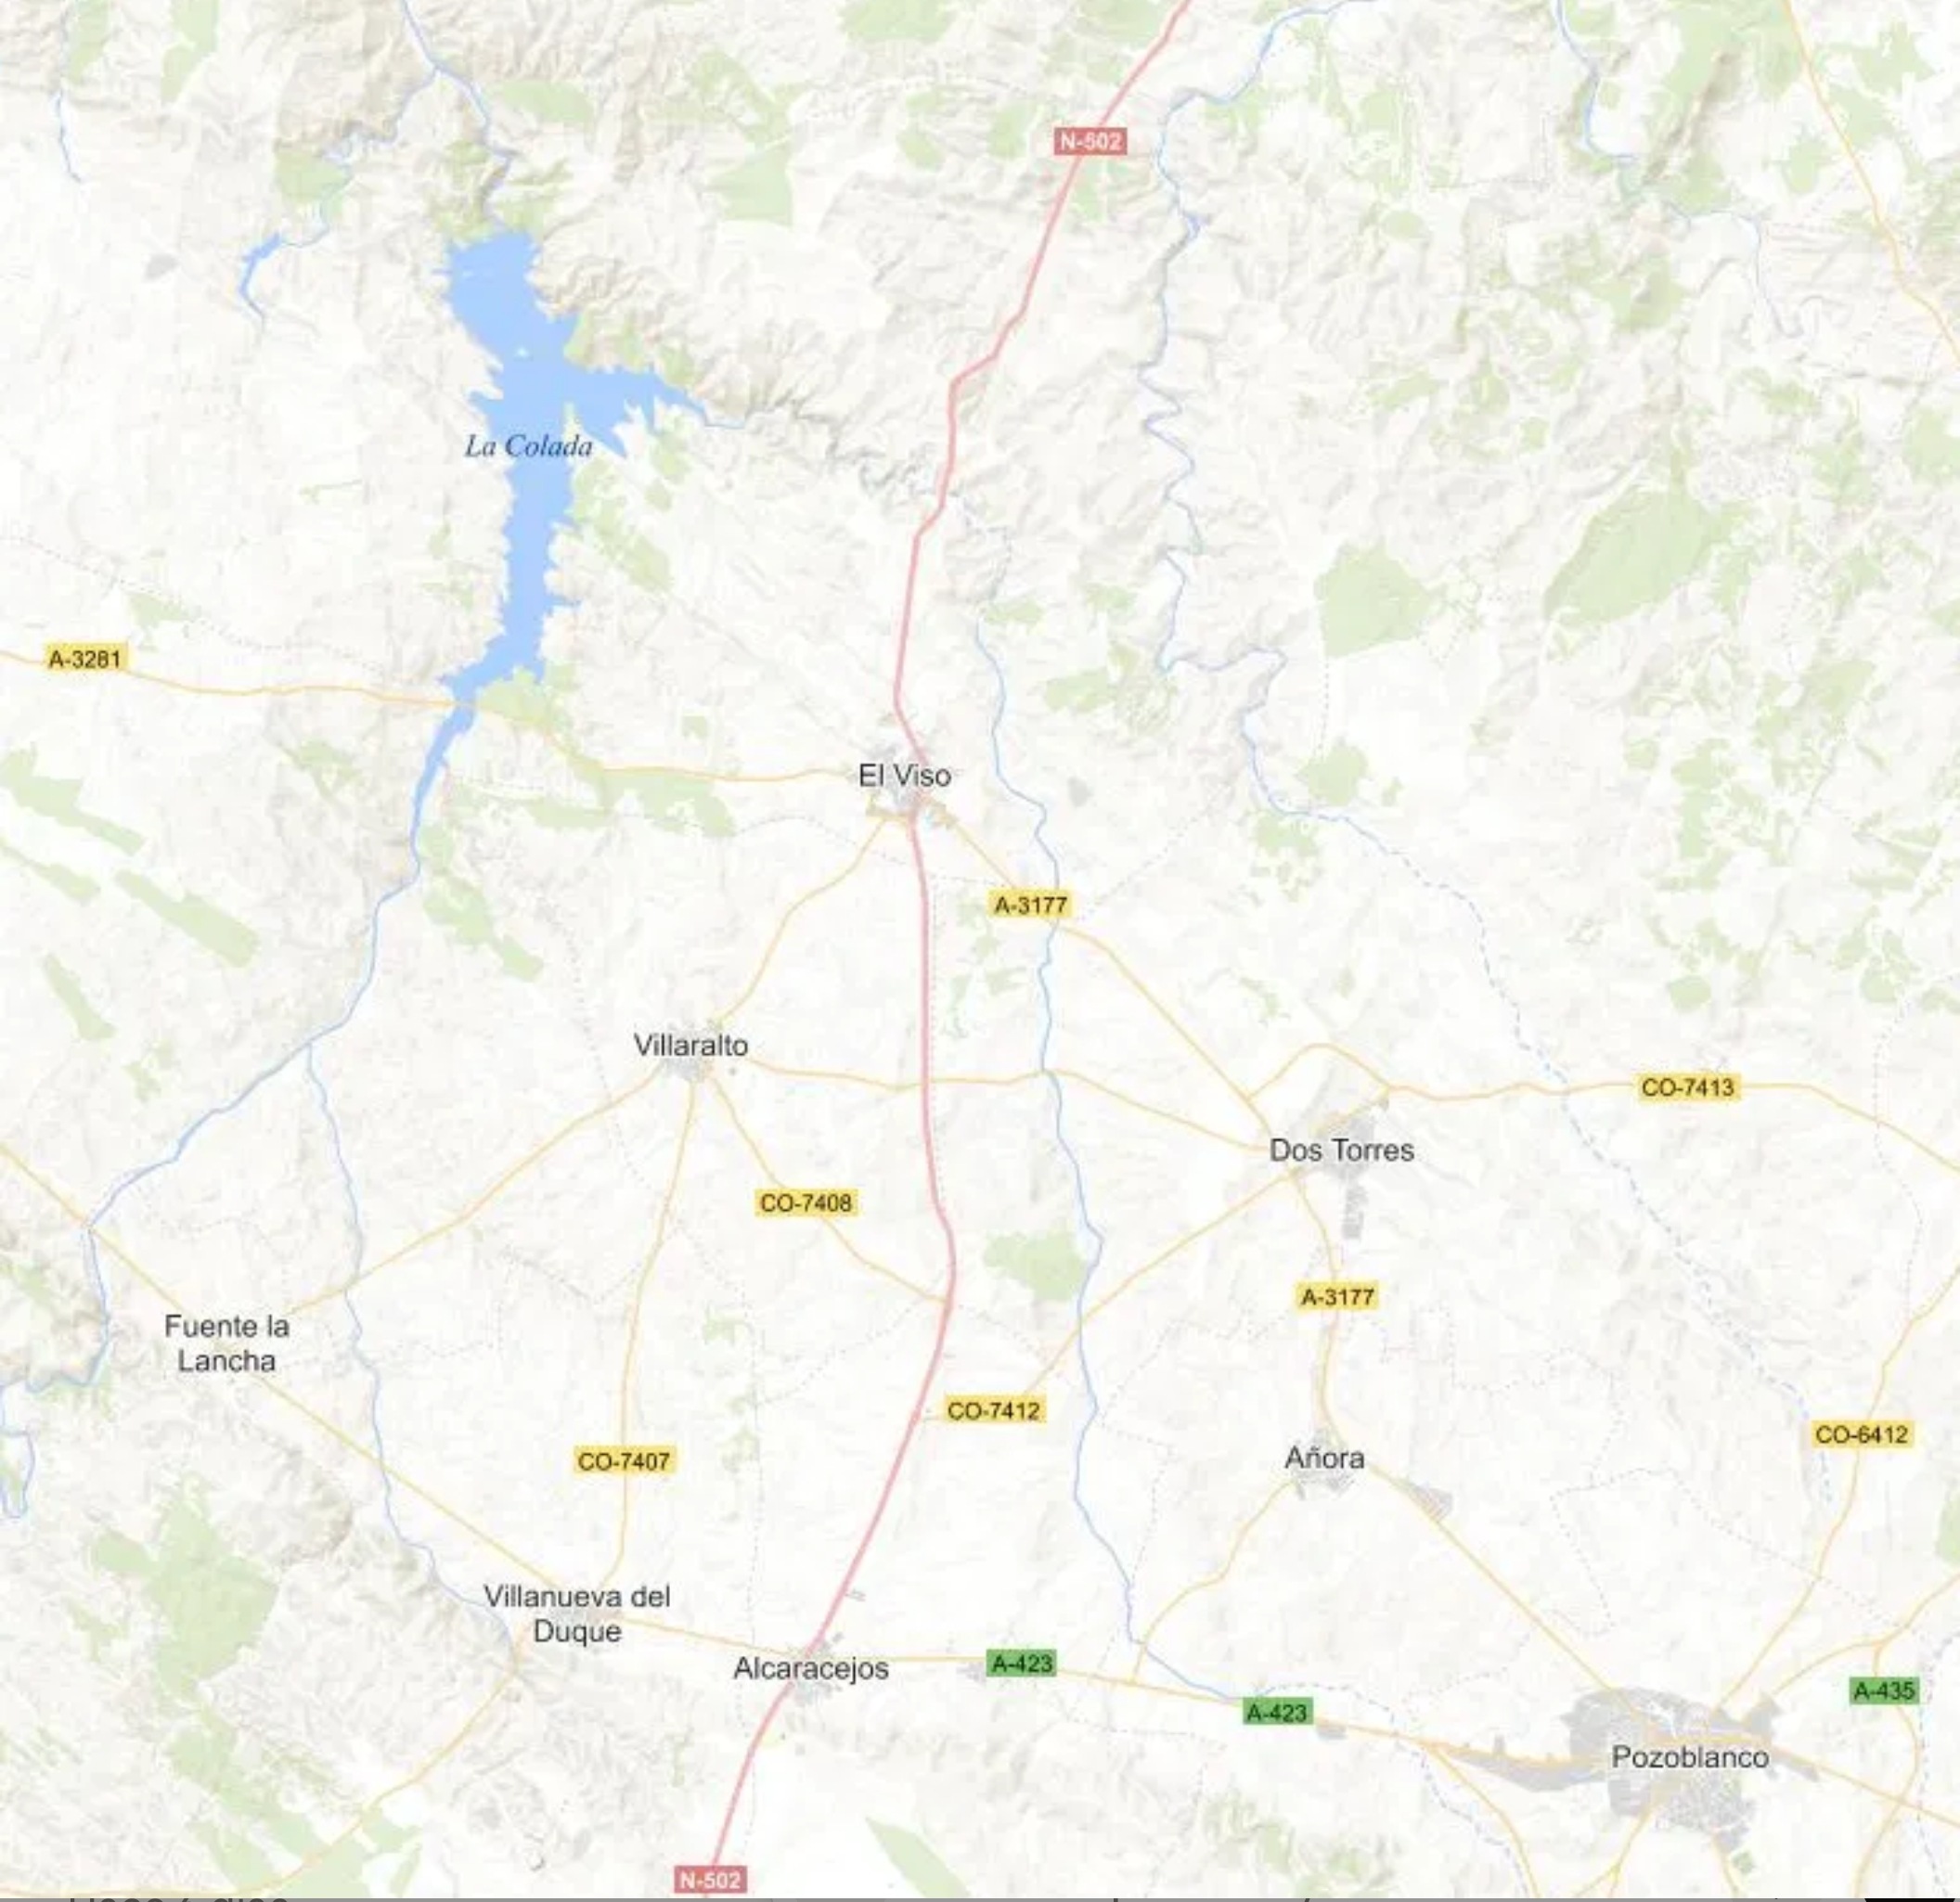 N-502
La Colada
A-3281
El Viso
A-3177
Villaralto
CO-7413
Dos Torres
CO-7408
A-3177
Fuente la
Lancha
CO-7412
CO-6412
Añora
CO-7407
Villanueva del
Duque
Alcaracejos
A-423
A-435
A-423
Pozoblanco
N-502